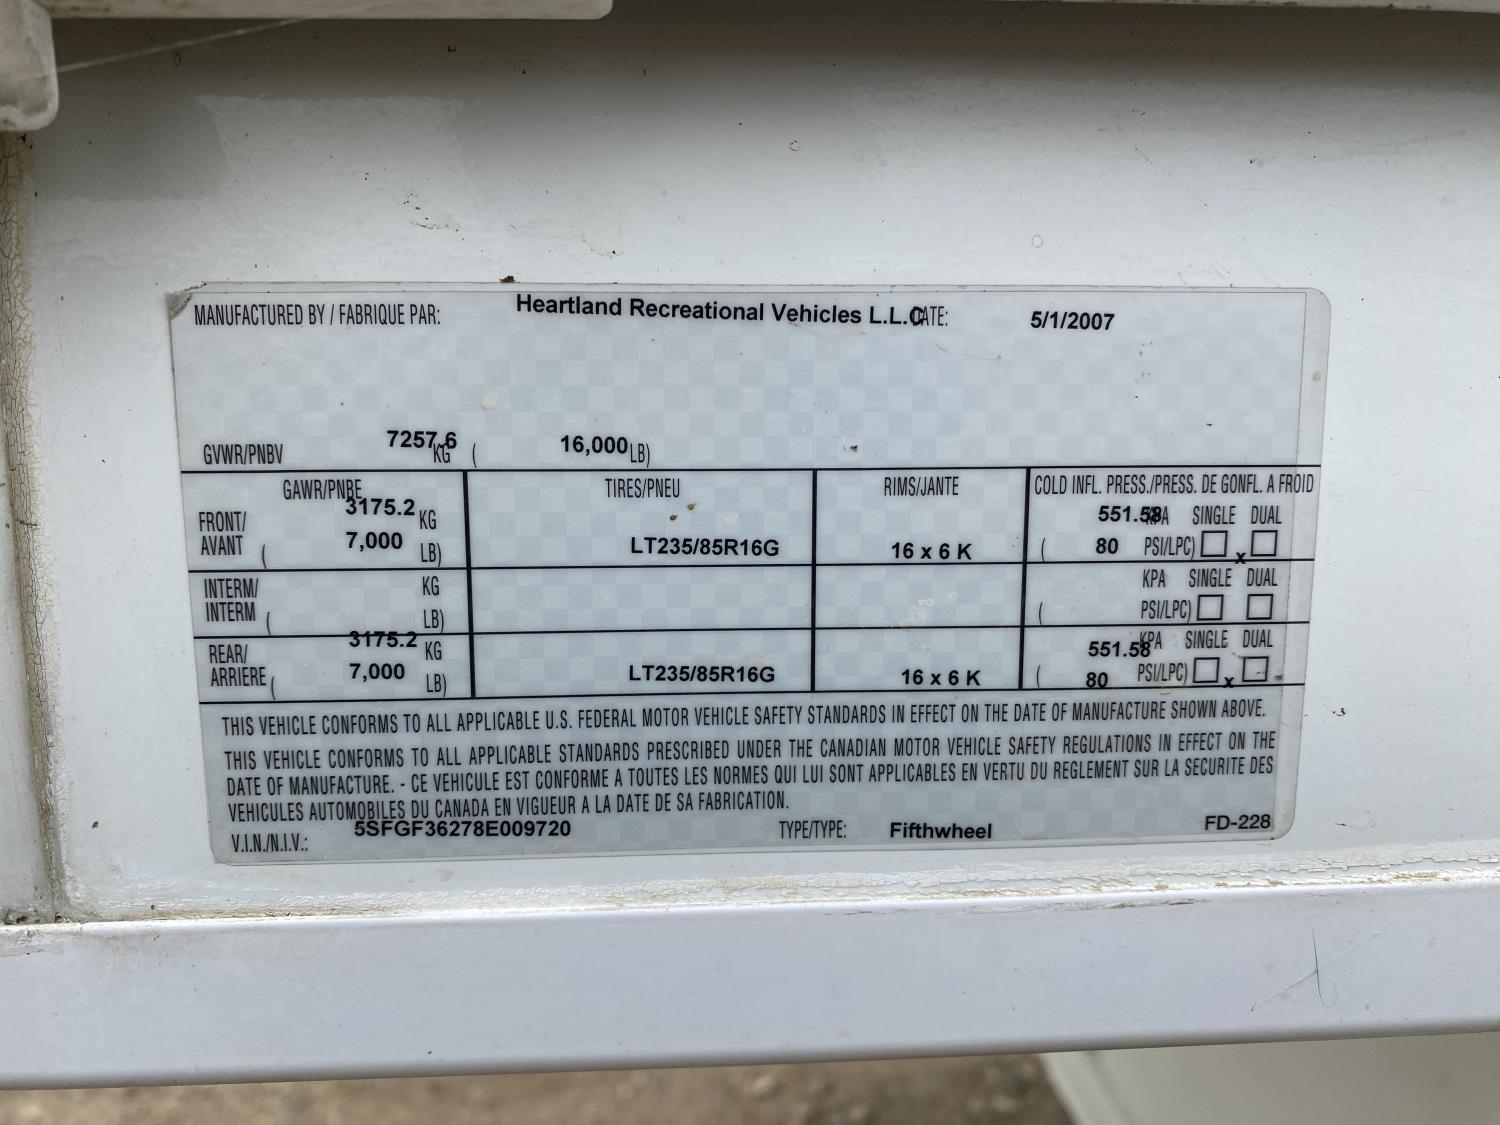 MANUFACTURED BY / FABRIQUE PAR: Heartland Recreational Vehicles L.L.C DATE: 5/1/2007
GVWR/PNBV 7257.6 KG ( 16,000 LB)
GAWR/PNBE TIRES/PNEU RIMS/JANTE COLD INFL. PRESS./PRESS. DE GONFL. A FROID
FRONT/ 3175.2 KG 551.58 KPA SINGLE DUAL
AVANT ( 7,000 LB) LT235/85R16G 16 x 6 K ( 80 PSI/LPC) x
INTERM/ KG KPA SINGLE DUAL
INTERM ( LB) ( PSI/LPC)
REAR/ 3175.2 KG 551.58 KPA SINGLE DUAL
ARRIERE ( 7,000 LB) LT235/85R16G 16 x 6 K ( 80 PSI/LPC) x
THIS VEHICLE CONFORMS TO ALL APPLICABLE U.S. FEDERAL MOTOR VEHICLE SAFETY STANDARDS IN EFFECT ON THE DATE OF MANUFACTURE SHOWN ABOVE.
THIS VEHICLE CONFORMS TO ALL APPLICABLE STANDARDS PRESCRIBED UNDER THE CANADIAN MOTOR VEHICLE SAFETY REGULATIONS IN EFFECT ON THE
DATE OF MANUFACTURE. - CE VEHICULE EST CONFORME A TOUTES LES NORMES QUI LUI SONT APPLICABLES EN VERTU DU REGLEMENT SUR LA SECURITE DES
VEHICULES AUTOMOBILES DU CANADA EN VIGUEUR A LA DATE DE SA FABRICATION.
V.I.N./N.I.V.: 5SFGF36278E009720 TYPE/TYPE: Fifthwheel FD-228